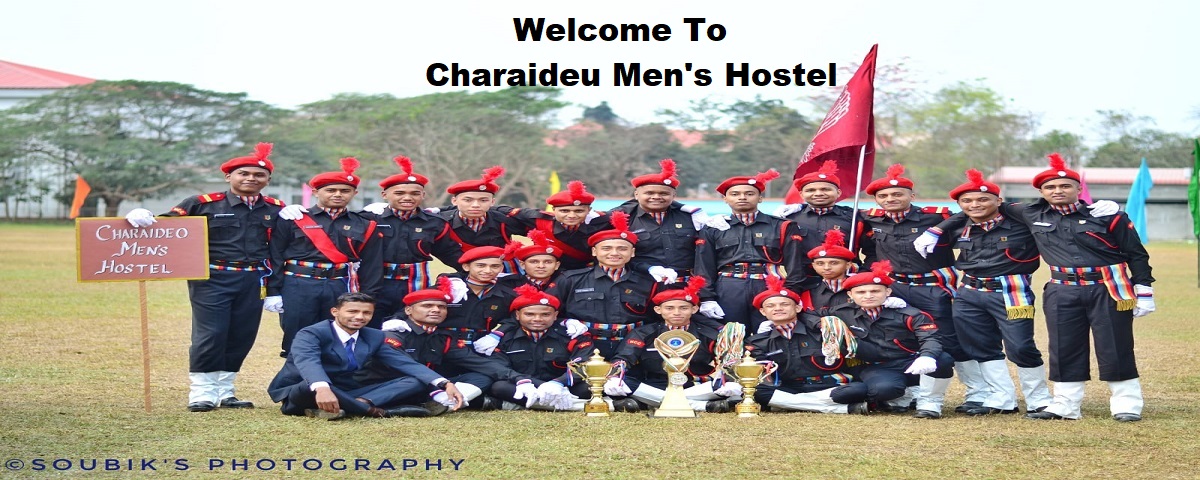 Welcome To
Charaideu Men's Hostel
CHARAIDEO
MEN'S
HOSTEL
©SOUBIK'S PHOTOGRAPHY